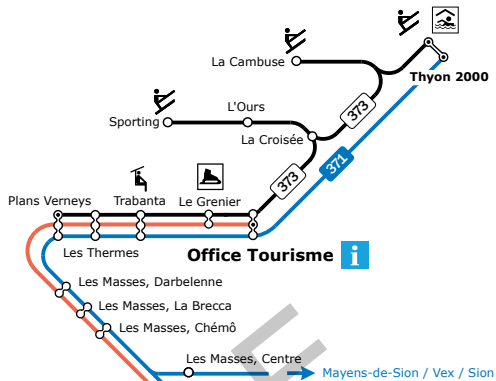 La Cambuse
Thyon 2000
L'Ours
Sporting
373
La Croisée
371
373
Plans Verneys
Trabanta
Le Grenier
Les Thermes
Office Tourisme i
Les Masses, Darbelenne
Les Masses, La Brecca
Les Masses, Chémô
Les Masses, Centre
Mayens-de-Sion / Vex / Sion